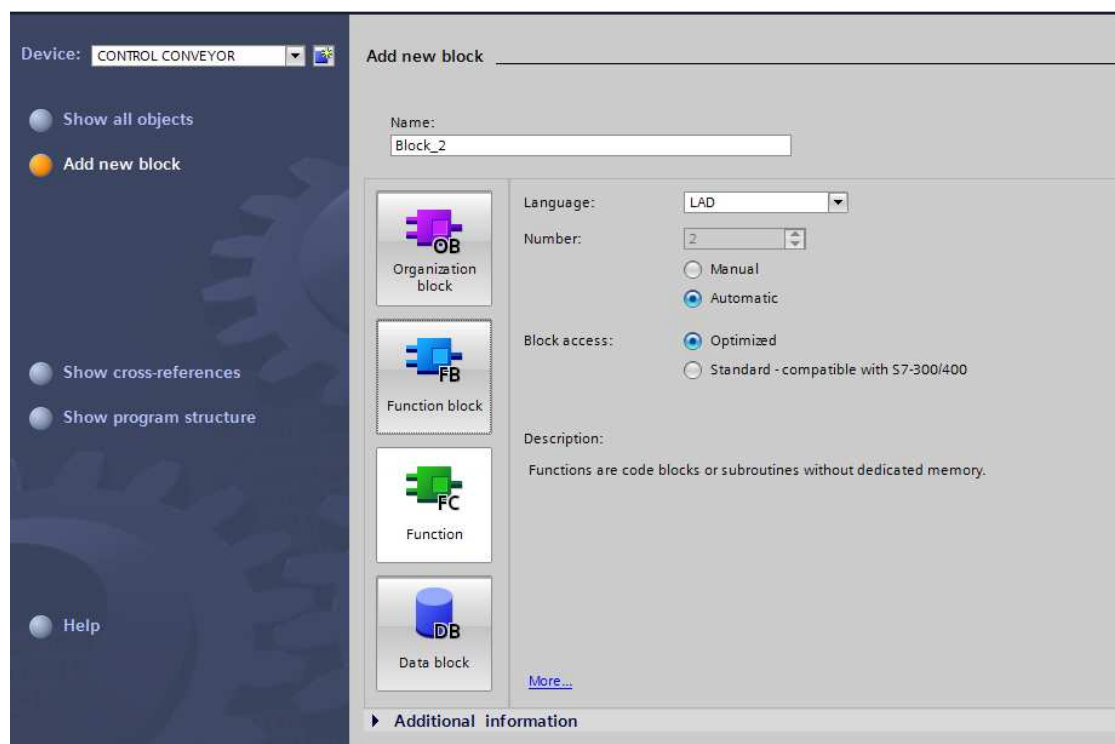 Device: CONTROL CONVEYOR
Show all objects
Add new block
Show cross-references
Show program structure
Help
Add new block
Name:
Block_2
OB
Organization
block
FB
Function block
FC
Function
DB
Data block
Language: LAD
Number: 2
Manual
Automatic
Block access: Optimized
Standard - compatible with S7-300/400
Description:
Functions are code blocks or subroutines without dedicated memory.
More...
Additional information